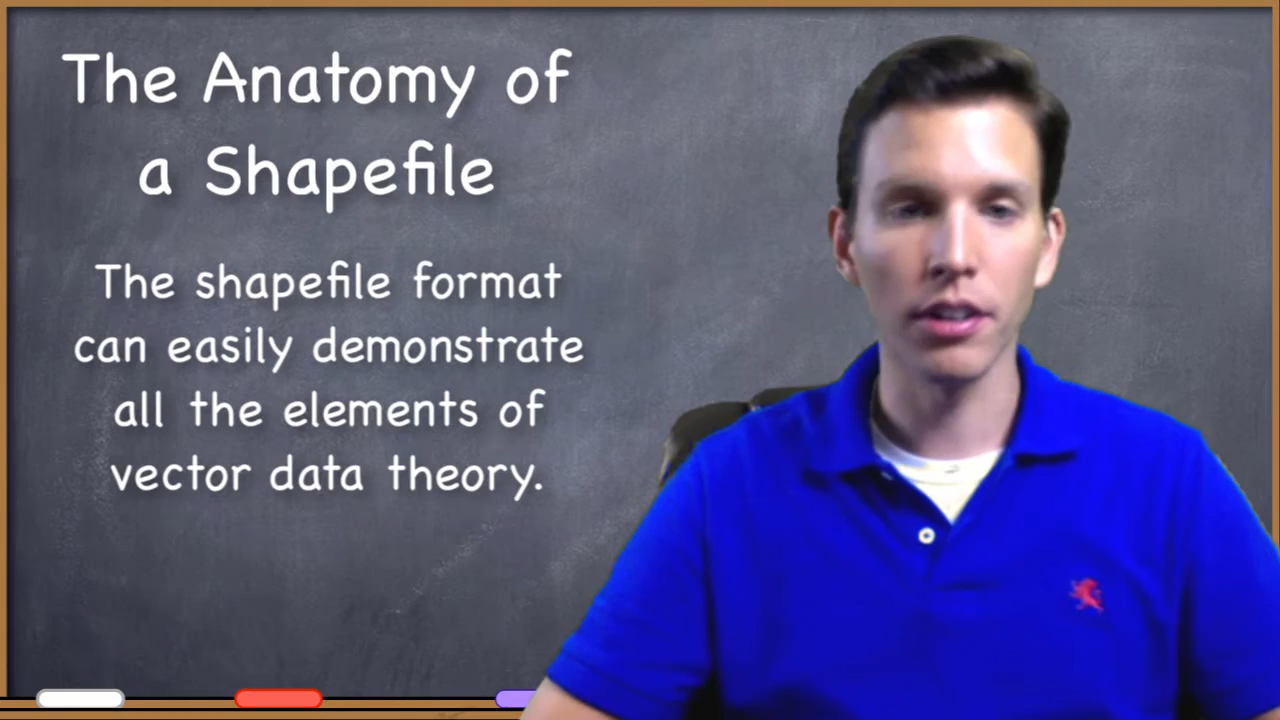 The Anatomy of
a Shapefile
The shapefile format
can easily demonstrate
all the elements of
vector data theory.